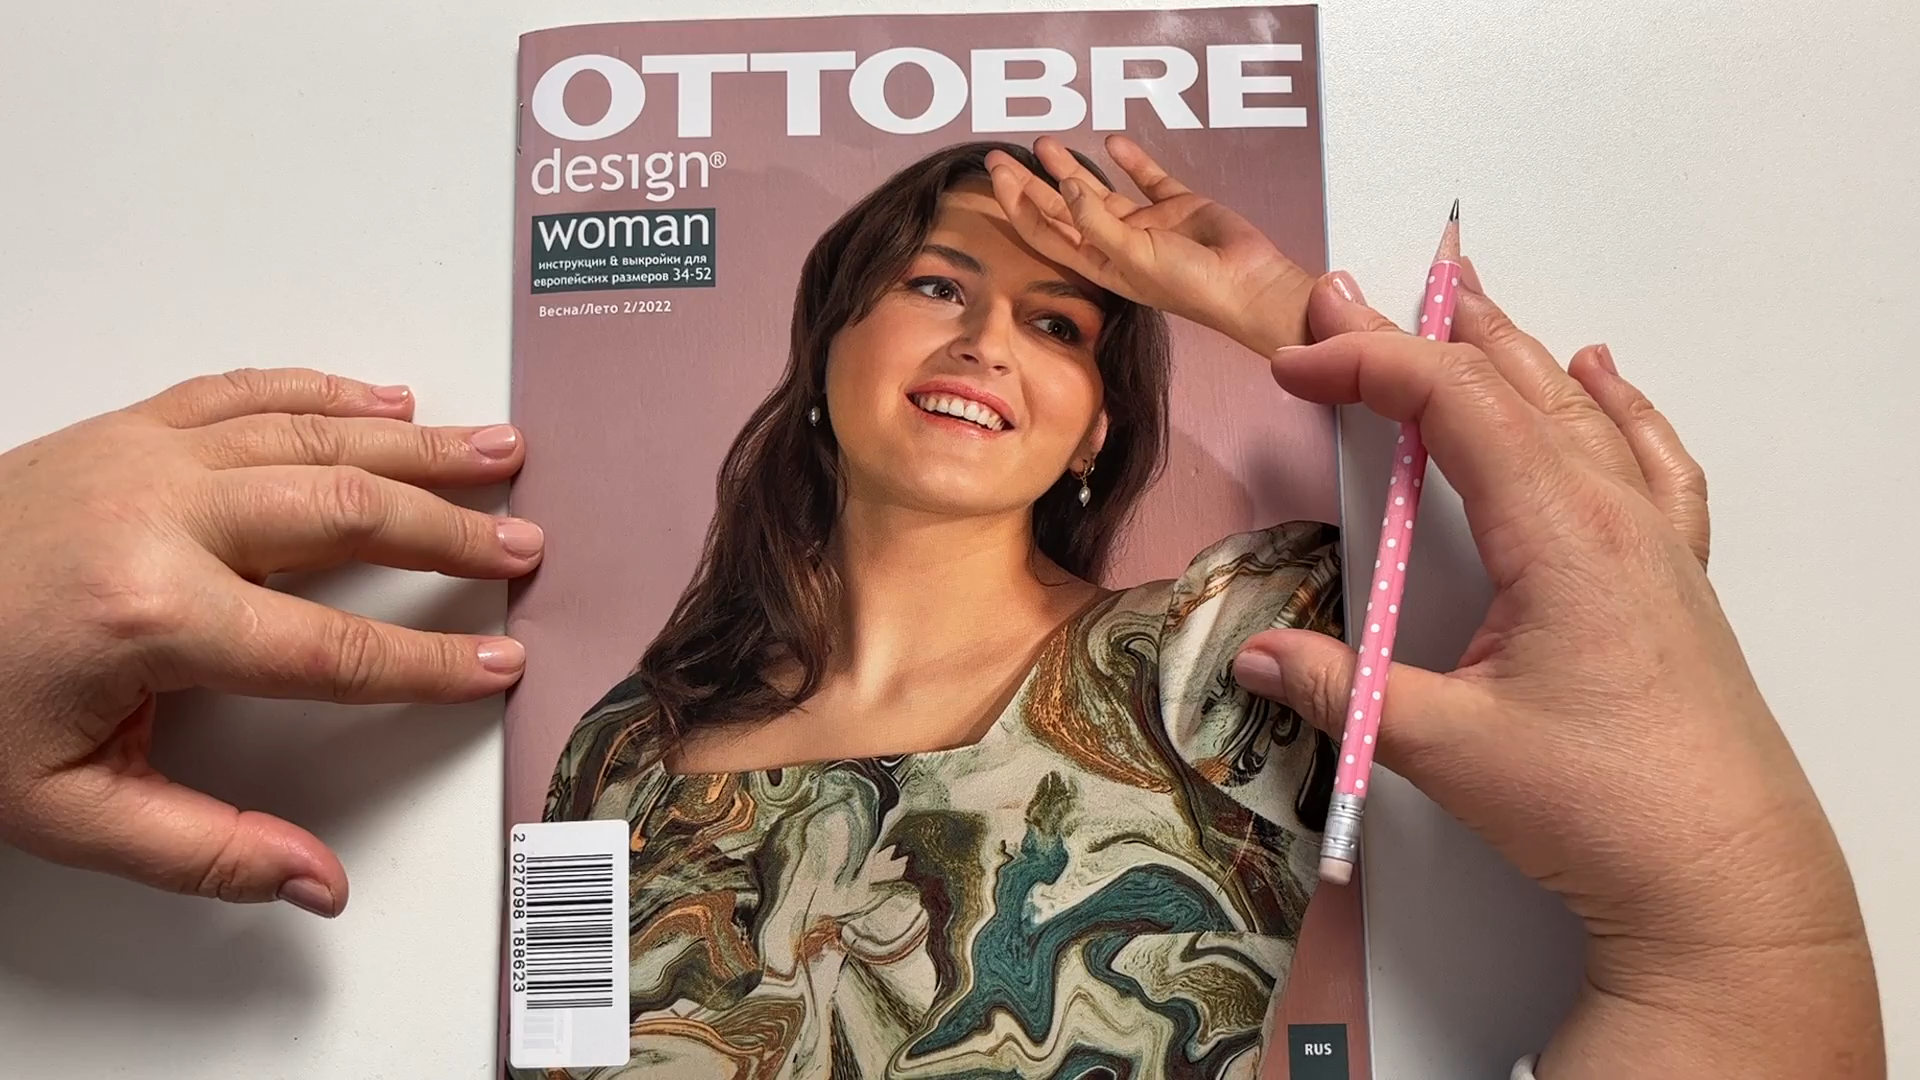 OTTOBRE
design®
woman
инструкции & выкройки для
европейских размеров 34-52
Весна/Лето 2/2022
2 027098 188623
RUS